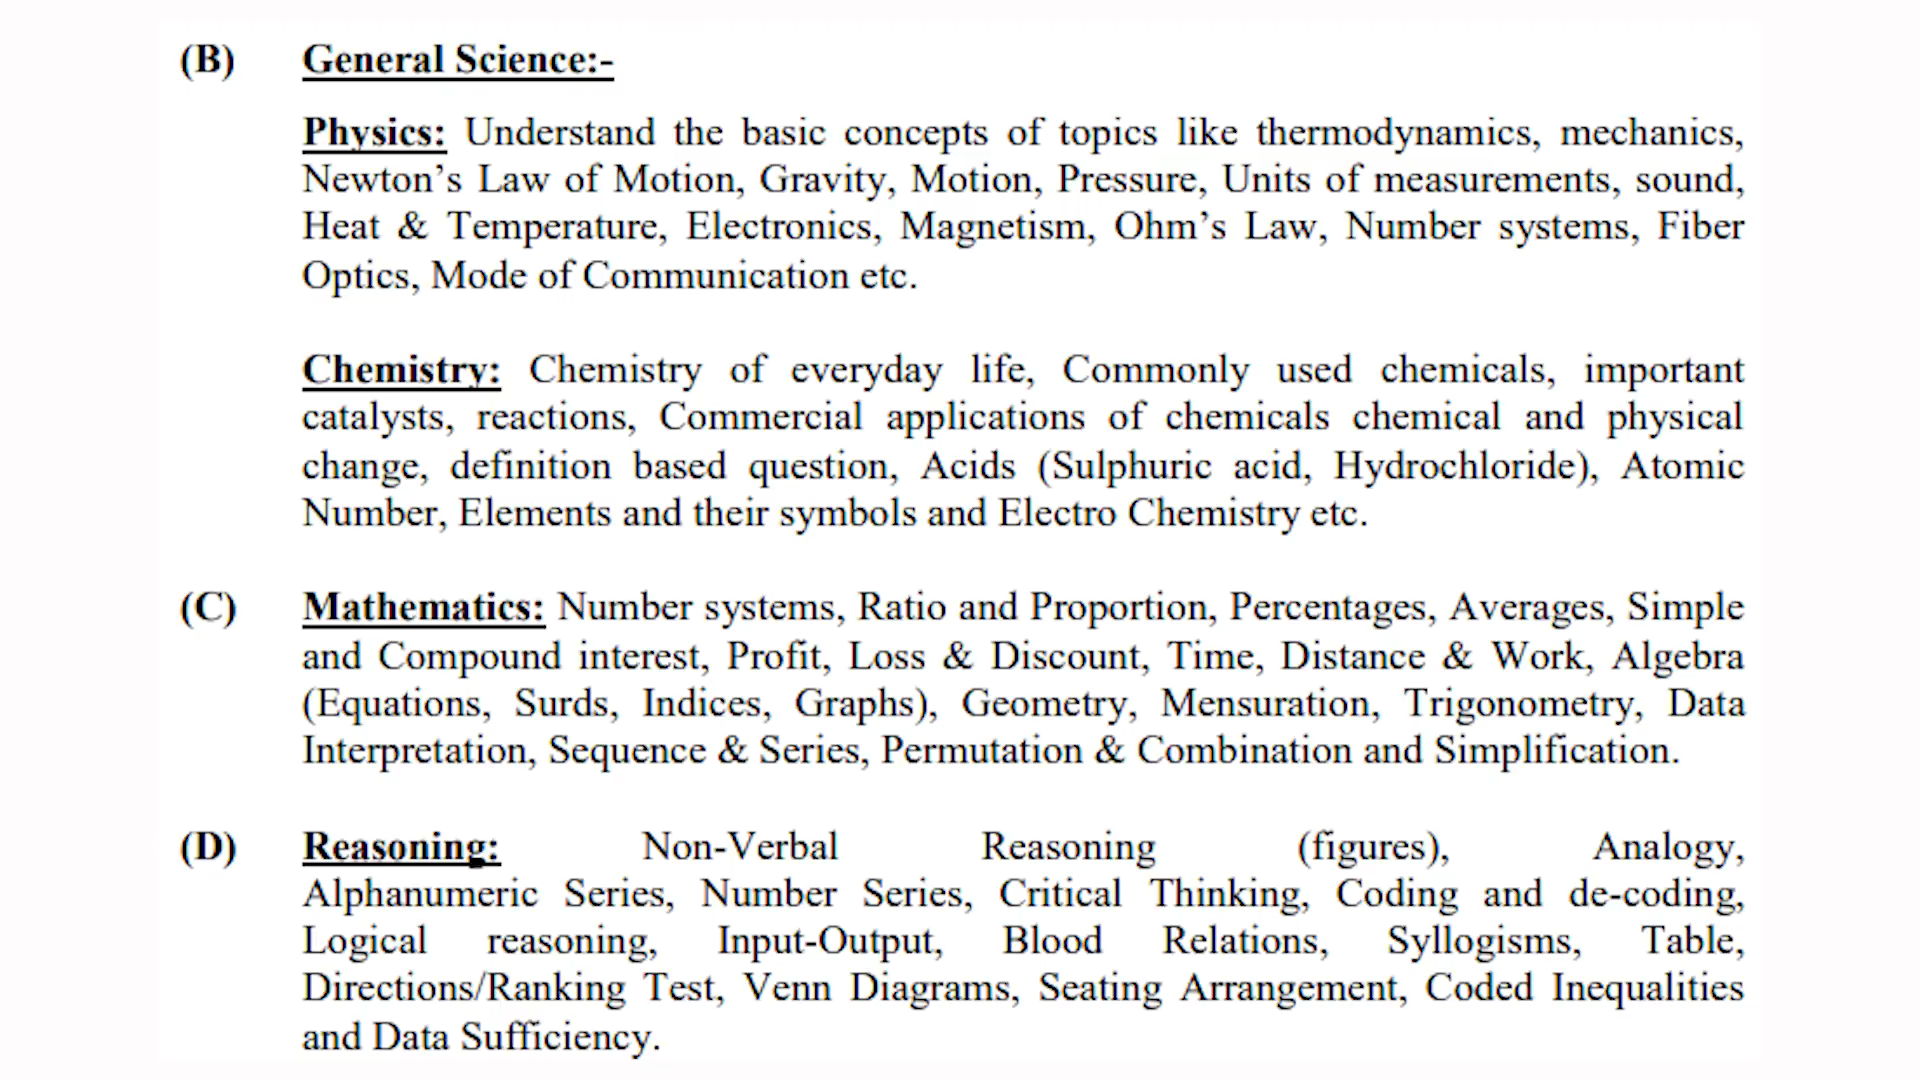 (B) General Science:-
Physics: Understand the basic concepts of topics like thermodynamics, mechanics,
Newton’s Law of Motion, Gravity, Motion, Pressure, Units of measurements, sound,
Heat & Temperature, Electronics, Magnetism, Ohm’s Law, Number systems, Fiber
Optics, Mode of Communication etc.
Chemistry: Chemistry of everyday life, Commonly used chemicals, important
catalysts, reactions, Commercial applications of chemicals chemical and physical
change, definition based question, Acids (Sulphuric acid, Hydrochloride), Atomic
Number, Elements and their symbols and Electro Chemistry etc.
(C) Mathematics: Number systems, Ratio and Proportion, Percentages, Averages, Simple
and Compound interest, Profit, Loss & Discount, Time, Distance & Work, Algebra
(Equations, Surds, Indices, Graphs), Geometry, Mensuration, Trigonometry, Data
Interpretation, Sequence & Series, Permutation & Combination and Simplification.
(D) Reasoning: Non-Verbal Reasoning (figures), Analogy,
Alphanumeric Series, Number Series, Critical Thinking, Coding and de-coding,
Logical reasoning, Input-Output, Blood Relations, Syllogisms, Table,
Directions/Ranking Test, Venn Diagrams, Seating Arrangement, Coded Inequalities
and Data Sufficiency.